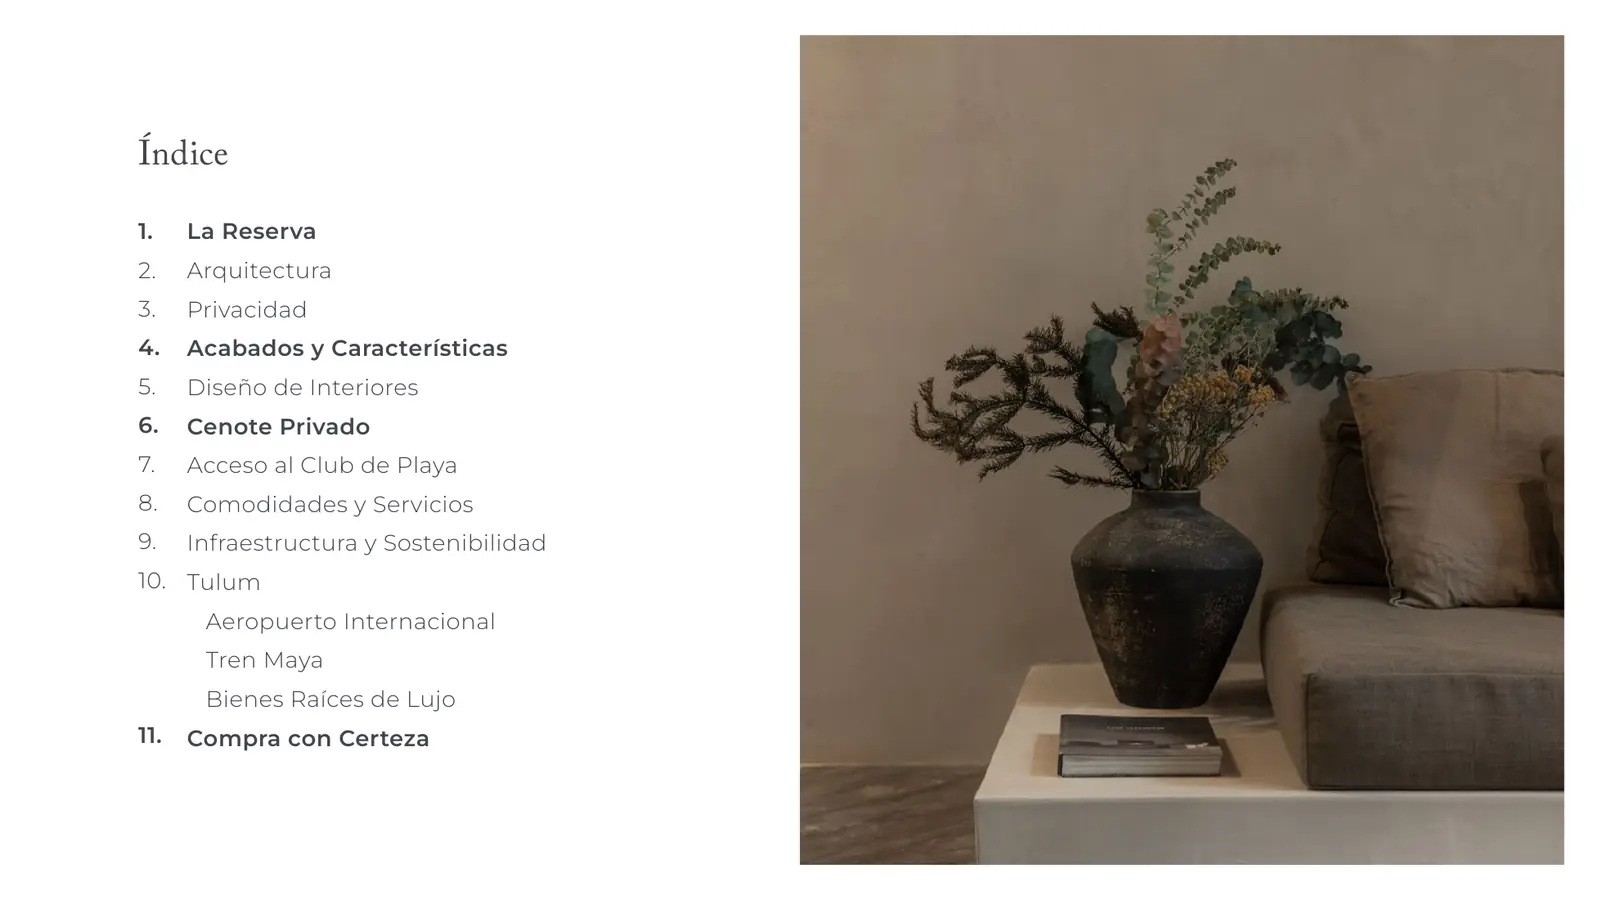 Índice
1. La Reserva
2. Arquitectura
3. Privacidad
4. Acabados y Características
5. Diseño de Interiores
6. Cenote Privado
7. Acceso al Club de Playa
8. Comodidades y Servicios
9. Infraestructura y Sostenibilidad
10. Tulum
Aeropuerto Internacional
Tren Maya
Bienes Raíces de Lujo
11. Compra con Certeza